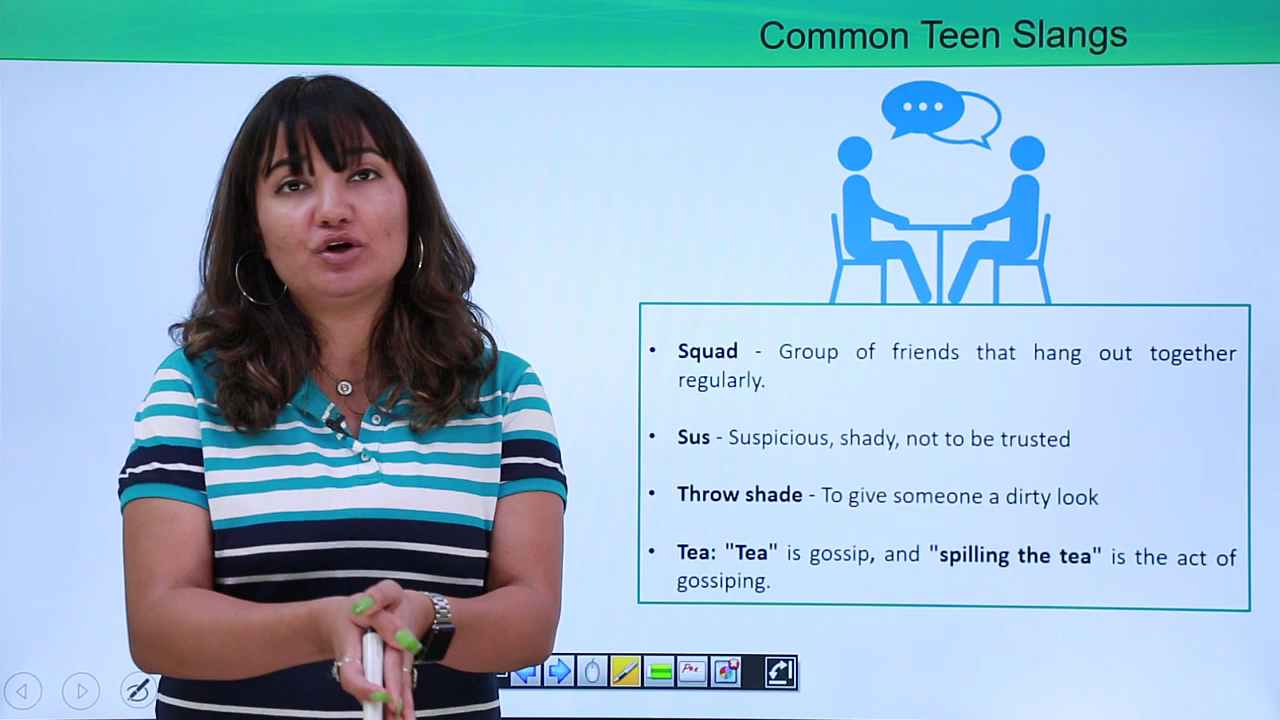 Common Teen Slangs
• Squad - Group of friends that hang out together
regularly.
• Sus - Suspicious, shady, not to be trusted
• Throw shade - To give someone a dirty look
• Tea: "Tea" is gossip, and "spilling the tea" is the act of
gossiping.